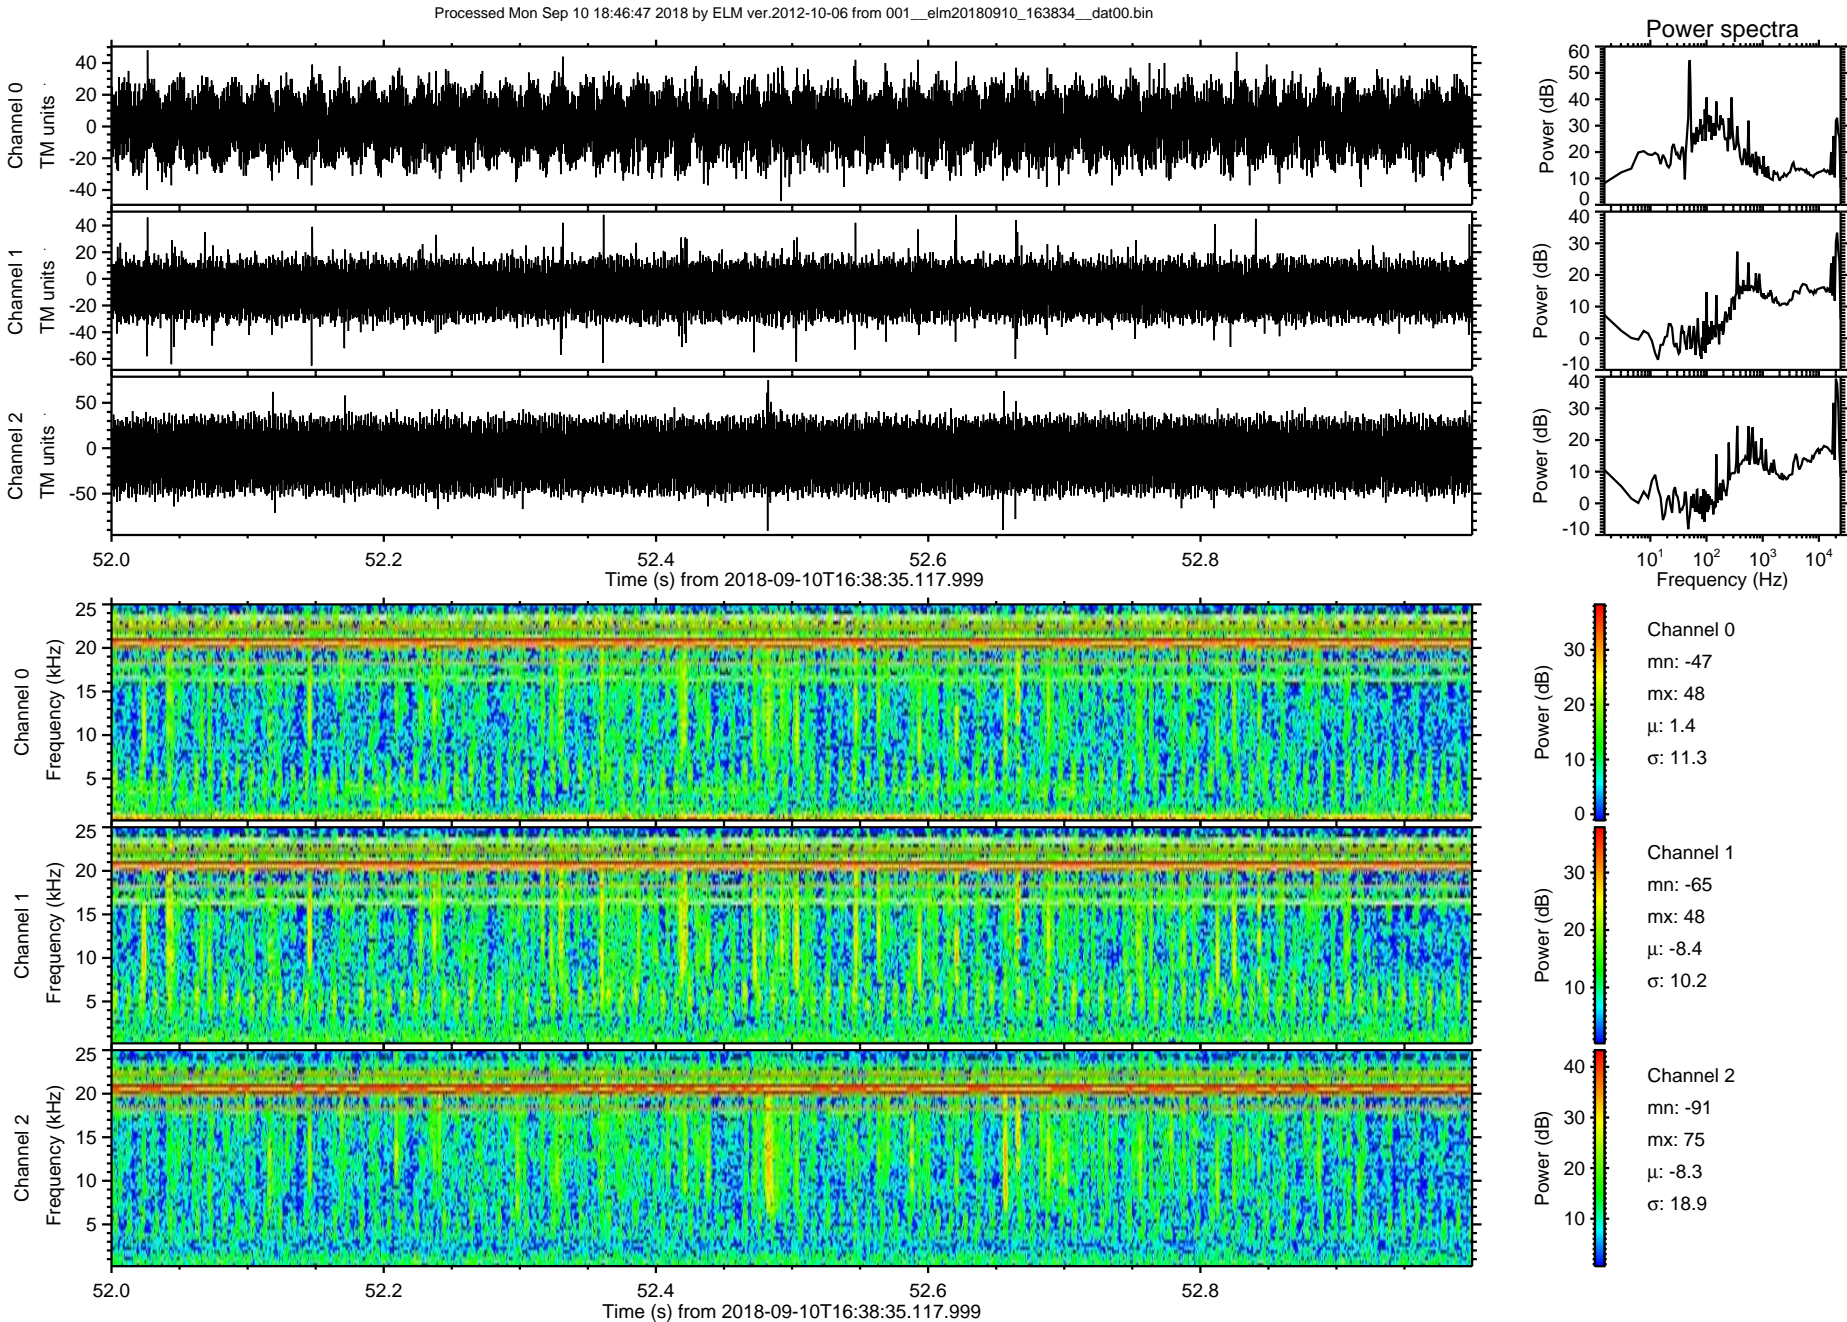 Processed Mon Sep 10 18:46:47 2018 by ELM ver.2012-10-06 from 001__elm20180910_163834__dat00.bin
Power spectra
Channel 0
TM units
40
20
0
-20
-40
Power (dB)
60
50
40
30
20
10
0
Channel 1
TM units
40
20
0
-20
-40
-60
Power (dB)
40
30
20
10
0
-10
Channel 2
TM units
50
0
-50
Power (dB)
40
30
20
10
0
-10
52.0 52.2 52.4 52.6 52.8
Time (s) from 2018-09-10T16:38:35.117.999
10^1 10^2 10^3 10^4
Frequency (Hz)
Channel 0
Frequency (kHz)
25
20
15
10
5
Power (dB)
30
20
10
0
Channel 0
mn: -47
mx: 48
μ: 1.4
σ: 11.3
Channel 1
Frequency (kHz)
25
20
15
10
5
Power (dB)
30
20
10
Channel 1
mn: -65
mx: 48
μ: -8.4
σ: 10.2
Channel 2
Frequency (kHz)
25
20
15
10
5
Power (dB)
40
30
20
10
Channel 2
mn: -91
mx: 75
μ: -8.3
σ: 18.9
52.0 52.2 52.4 52.6 52.8
Time (s) from 2018-09-10T16:38:35.117.999